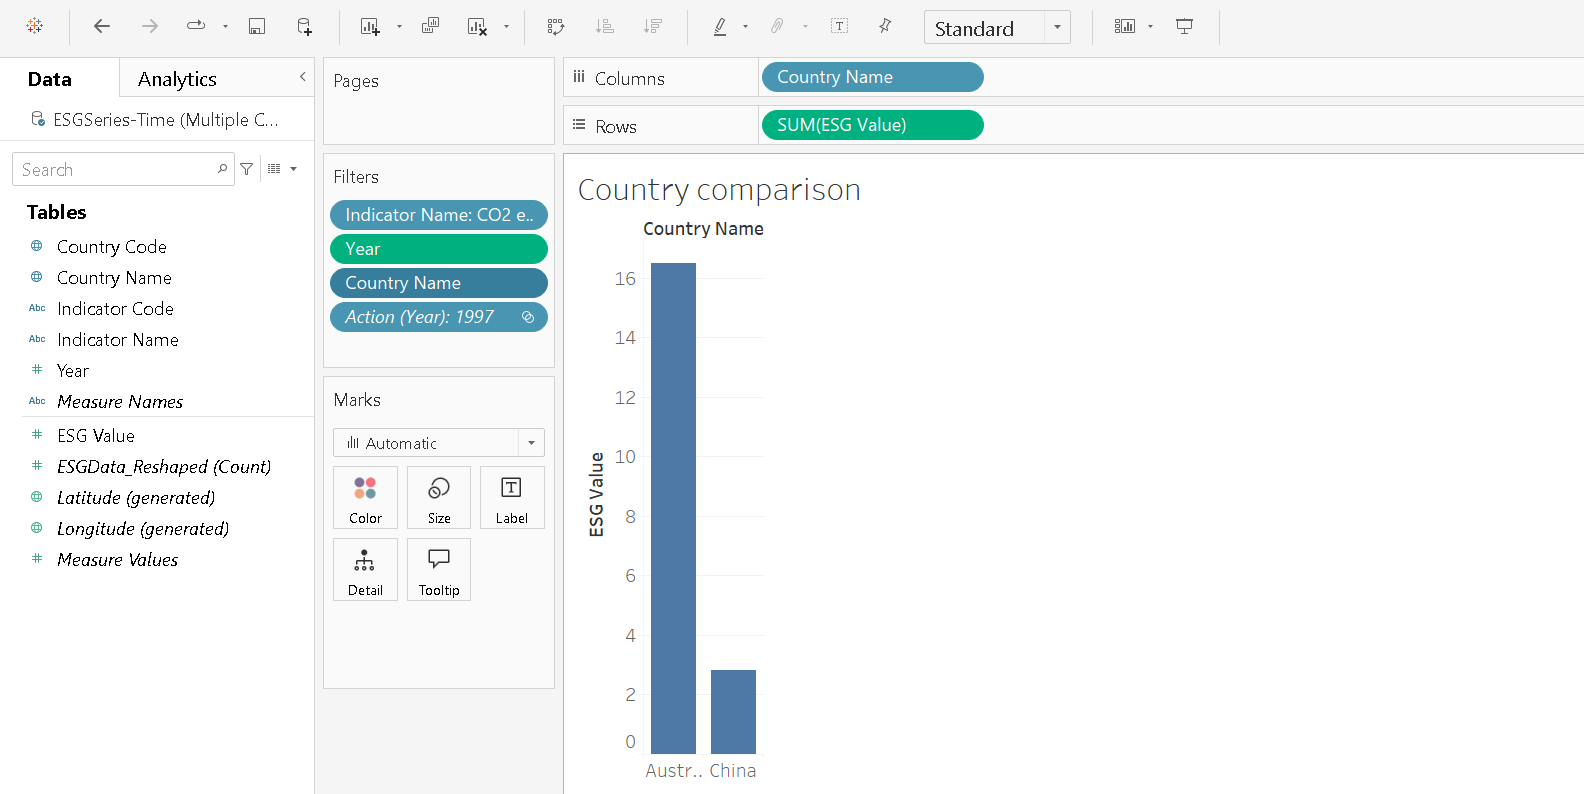 Standard
Data
Analytics
ESGSeries-Time (Multiple C...
Search
Tables
Country Code
Country Name
Abc Indicator Code
Abc Indicator Name
# Year
Abc Measure Names
# ESG Value
# ESGData_Reshaped (Count)
Latitude (generated)
Longitude (generated)
# Measure Values
Pages
Filters
Indicator Name: CO2 e..
Year
Country Name
Action (Year): 1997
Marks
Automatic
Color
Size
T
Label
Detail
Tooltip
Columns
Country Name
Rows
SUM(ESG Value)
Country comparison
Country Name
ESG Value
16
14
12
10
8
6
4
2
0
Austr..
China